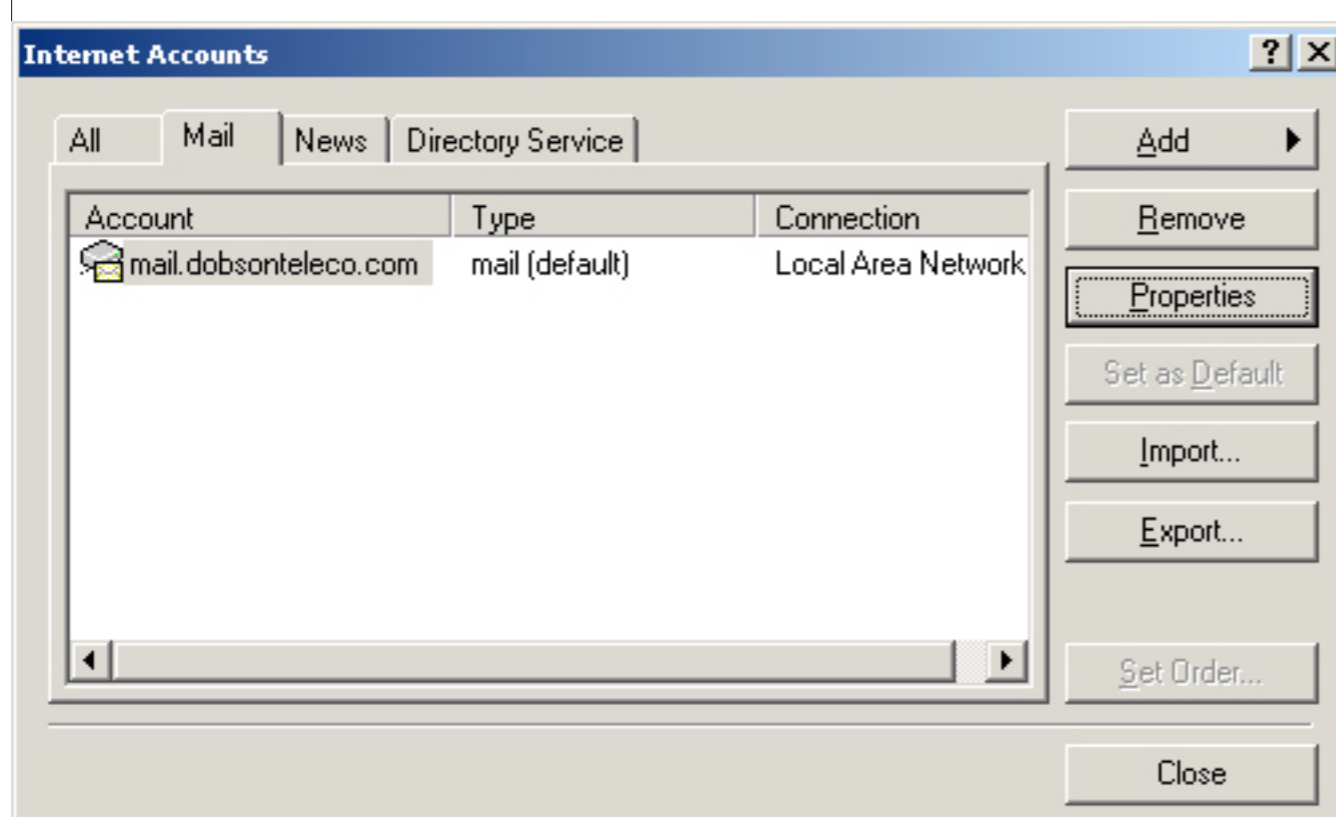 Internet Accounts
All Mail News Directory Service
Add
Account Type Connection
Remove
mail.dobsonteleco.com mail (default) Local Area Network
Properties
Set as Default
Import...
Export...
Set Order...
Close